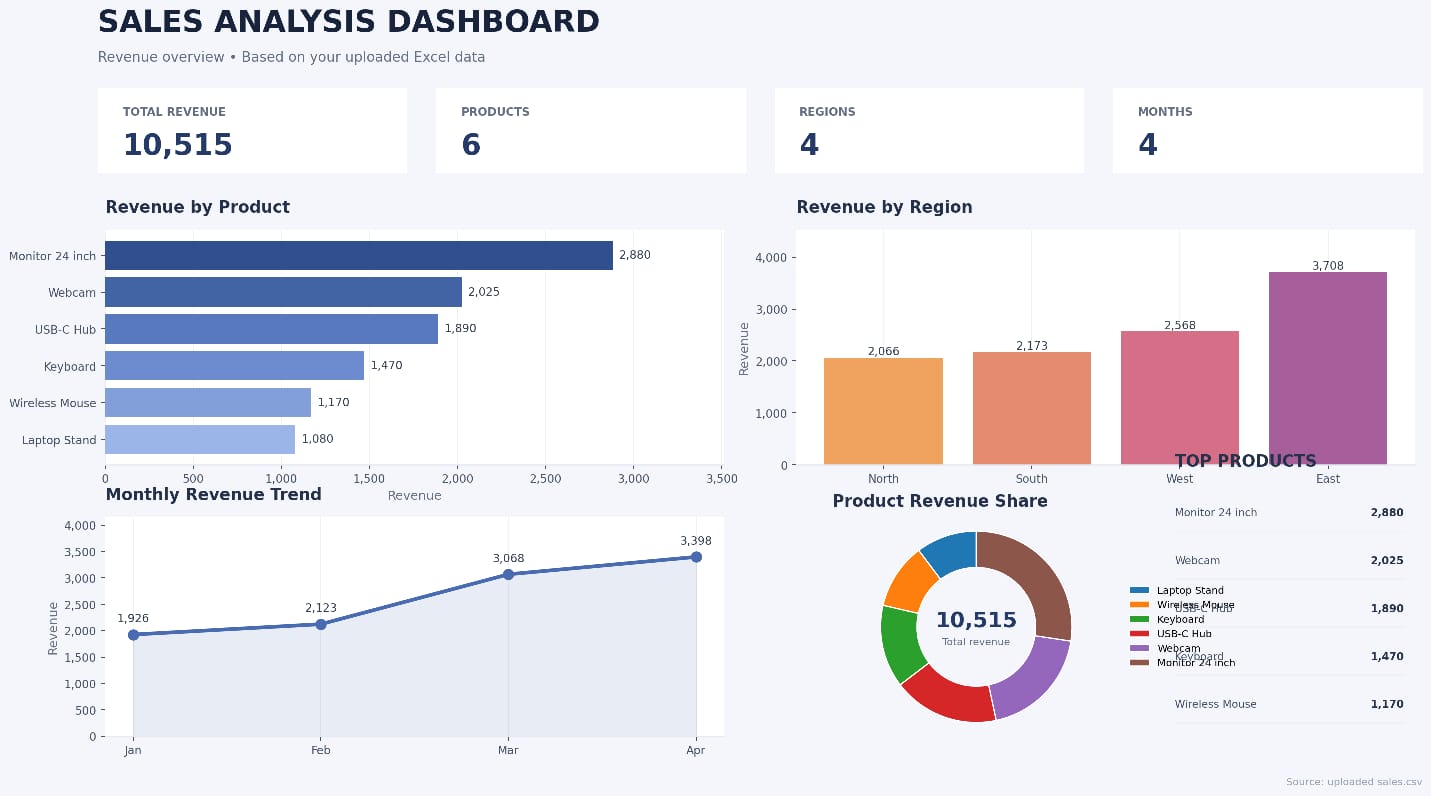 SALES ANALYSIS DASHBOARD
Revenue overview • Based on your uploaded Excel data
TOTAL REVENUE
10,515
PRODUCTS
6
REGIONS
4
MONTHS
4
Revenue by Product
Monitor 24 inch
2,880
Webcam
2,025
USB-C Hub
1,890
Keyboard
1,470
Wireless Mouse
1,170
Laptop Stand
1,080
0 500 1,000 1,500 2,000 2,500 3,000 3,500
Revenue
Revenue by Region
Revenue
4,000
3,000
2,000
1,000
0
2,066
2,173
2,568
3,708
North South West East
Monthly Revenue Trend
Revenue
4,000
3,500
3,000
2,500
2,000
1,500
1,000
500
0
1,926
2,123
3,068
3,398
Jan Feb Mar Apr
Product Revenue Share
10,515
Total revenue
Laptop Stand
Wireless Mouse
Keyboard
USB-C Hub
Webcam
Monitor 24 inch
TOP PRODUCTS
Monitor 24 inch 2,880
Webcam 2,025
USB-C Hub 1,890
Keyboard 1,470
Wireless Mouse 1,170
Source: uploaded sales.csv